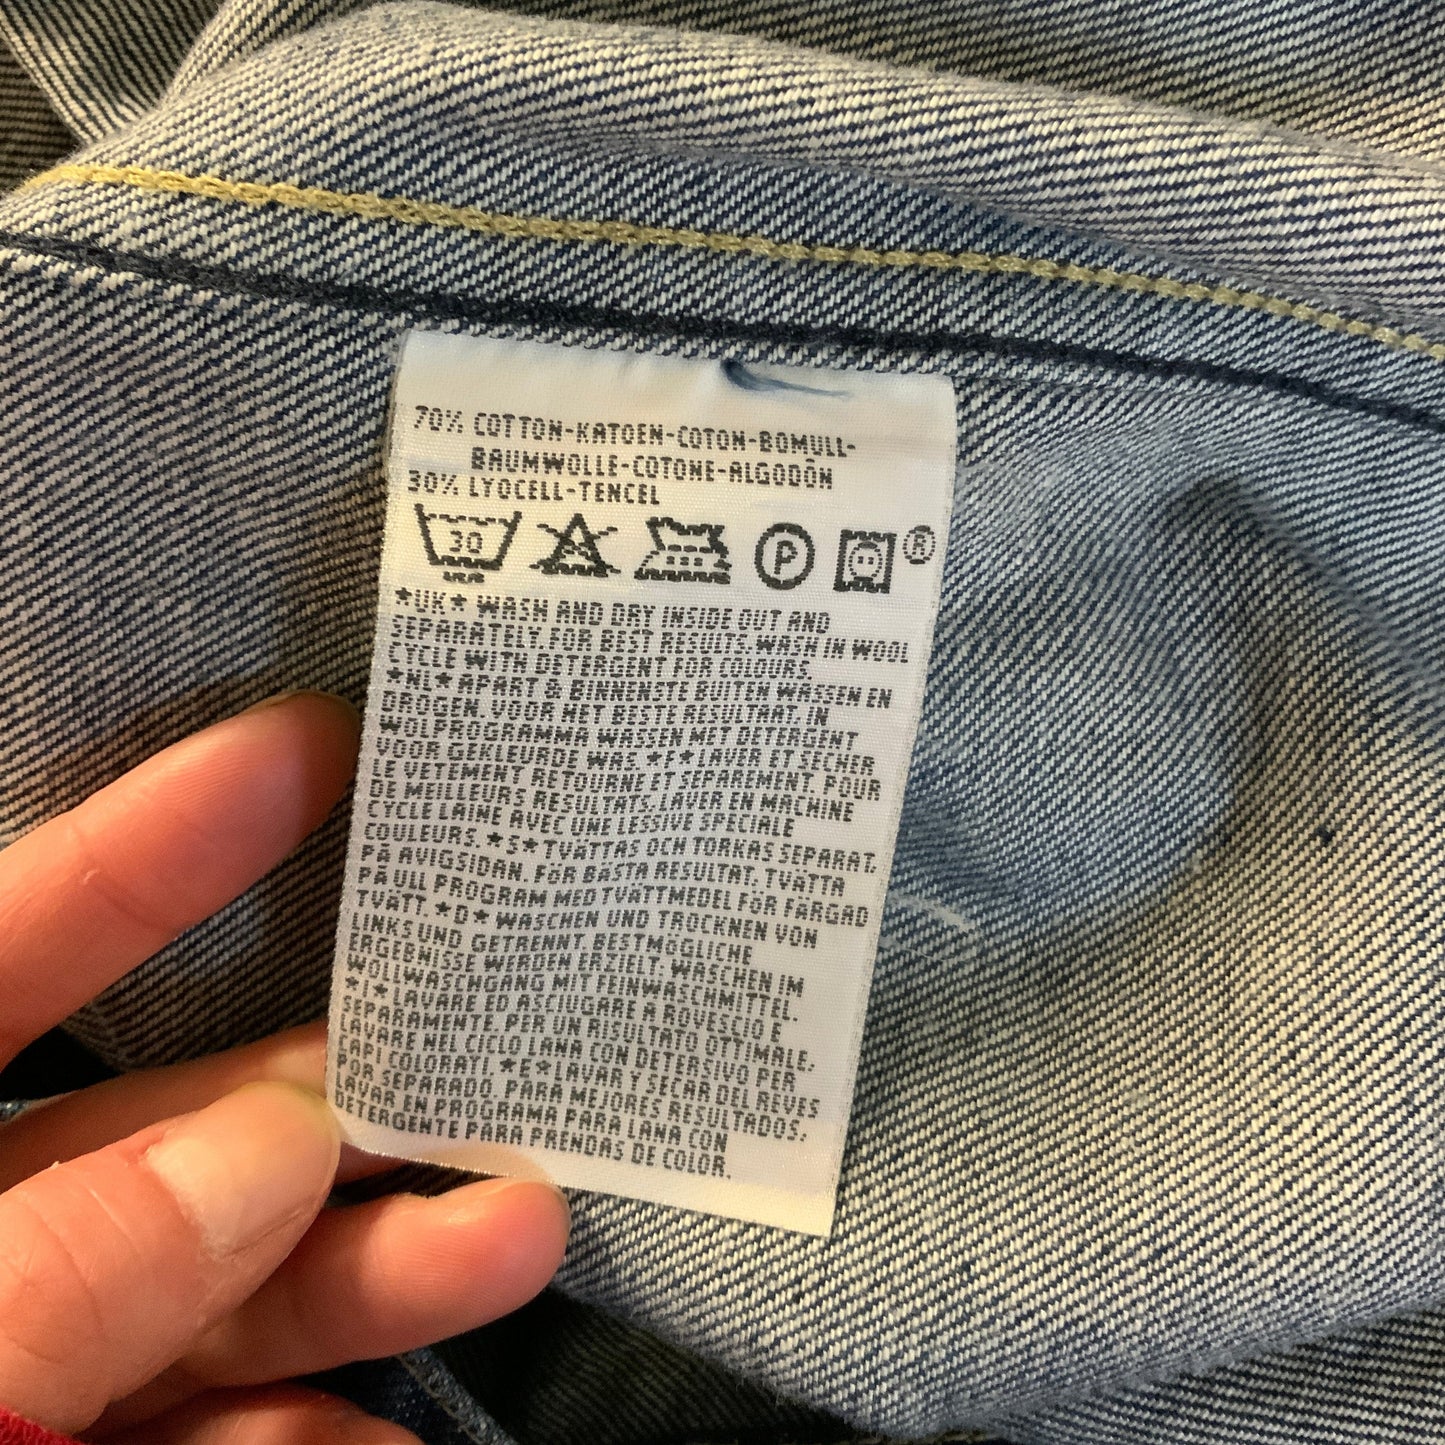 70% COTTON-KATOEN-COTON-BOMULL-
BAUMWOLLE-COTONE-ALGODÓN
30% LYOCELL-TENCEL
30 P ®
*UK* WASH AND DRY INSIDE OUT AND
SEPARATELY. FOR BEST RESULTS. WASH IN WOOL
CYCLE WITH DETERGENT FOR COLOURS.
*NL* APART & BINNENSTE BUITEN WASSEN EN
DROGEN. VOOR HET BESTE RESULTAAT. IN
WOLPROGRAMMA WASSEN MET DETERGENT
VOOR GEKLEURDE WAS *F* LAVER ET SECHER
LE VETEMENT RETOURNE ET SEPAREMENT. POUR
DE MEILLEURS RESULTATS. LAVER EN MACHINE
CYCLE LAINE AVEC UNE LESSIVE SPECIALE
COULEURS. *S* TVÄTTAS OCH TORKAS SEPARAT,
PÅ AVIGSIDAN. FÖR BÄSTA RESULTAT, TVÄTTA
PÅ ULL PROGRAM MED TVÄTTMEDEL FÖR FÄRGAD
TVÄTT. *D* WASCHEN UND TROCKNEN VON
LINKS UND GETRENNT. BESTMÖGLICHE
ERGEBNISSE WERDEN ERZIELT: WASCHEN IM
WOLLWASCHGANG MIT FEINWASCHMITTEL.
*I* LAVARE ED ASCIUGARE A ROVESCIO E
SEPARAMENTE. PER UN RISULTATO OTTIMALE,
LAVARE NEL CICLO LANA CON DETERSIVO PER
CAPI COLORATI. *E* LAVAR Y SECAR DEL REVES
POR SEPARADO. PARA MEJORES RESULTADOS,
LAVAR EN PROGRAMA PARA LANA CON
DETERGENTE PARA PRENDAS DE COLOR.